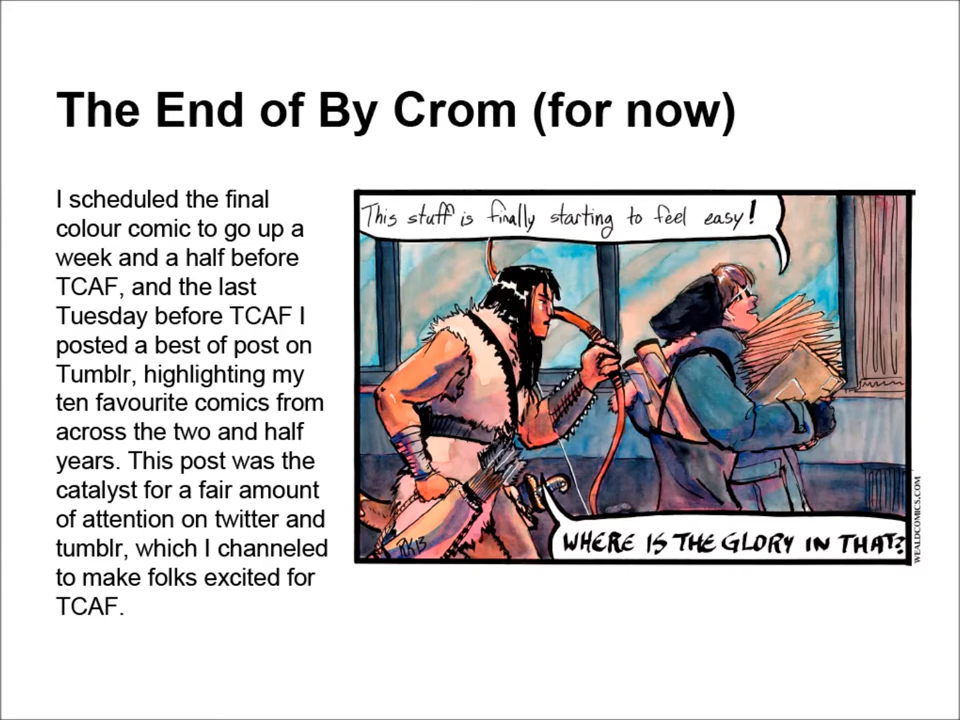 The End of By Crom (for now)
I scheduled the final
colour comic to go up a
week and a half before
TCAF, and the last
Tuesday before TCAF I
posted a best of post on
Tumblr, highlighting my
ten favourite comics from
across the two and half
years. This post was the
catalyst for a fair amount
of attention on twitter and
tumblr, which I channeled
to make folks excited for
TCAF.
This stuff is finally starting to feel easy!
WHERE IS THE GLORY IN THAT?
RK13
WEALDCOMICS.COM